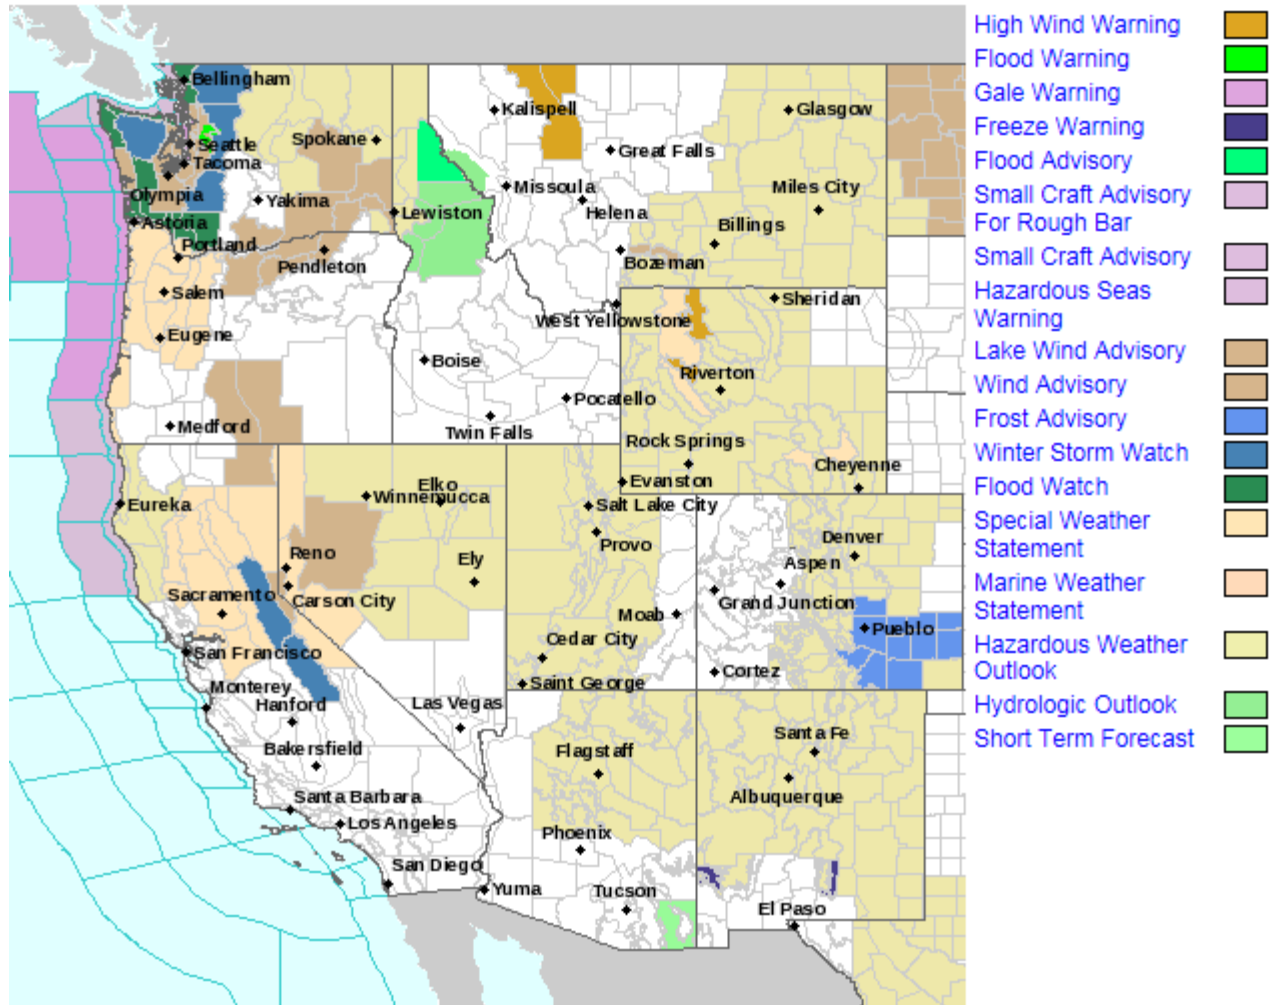 Bellingham
Kalispell
Glasgow
Spokane
Seattle
Great Falls
Tacoma
Missoula
Miles City
Olympia
Yakima
Helena
Lewiston
Astoria
Billings
Portland
Pendleton
Bozeman
Salem
Sheridan
West Yellowstone
Eugene
Boise
Riverton
Pocatello
Medford
Twin Falls
Rock Springs
Cheyenne
Evanston
Elko
Winnemucca
Eureka
Salt Lake City
Provo
Denver
Reno
Ely
Aspen
Sacramento
Carson City
Grand Junction
Moab
Pueblo
Cedar City
San Francisco
Cortez
Saint George
Monterey
Hanford
Las Vegas
Santa Fe
Bakersfield
Flagstaff
Albuquerque
Santa Barbara
Los Angeles
Phoenix
San Diego
Yuma
Tucson
El Paso
High Wind Warning
Flood Warning
Gale Warning
Freeze Warning
Flood Advisory
Small Craft Advisory
For Rough Bar
Small Craft Advisory
Hazardous Seas
Warning
Lake Wind Advisory
Wind Advisory
Frost Advisory
Winter Storm Watch
Flood Watch
Special Weather
Statement
Marine Weather
Statement
Hazardous Weather
Outlook
Hydrologic Outlook
Short Term Forecast